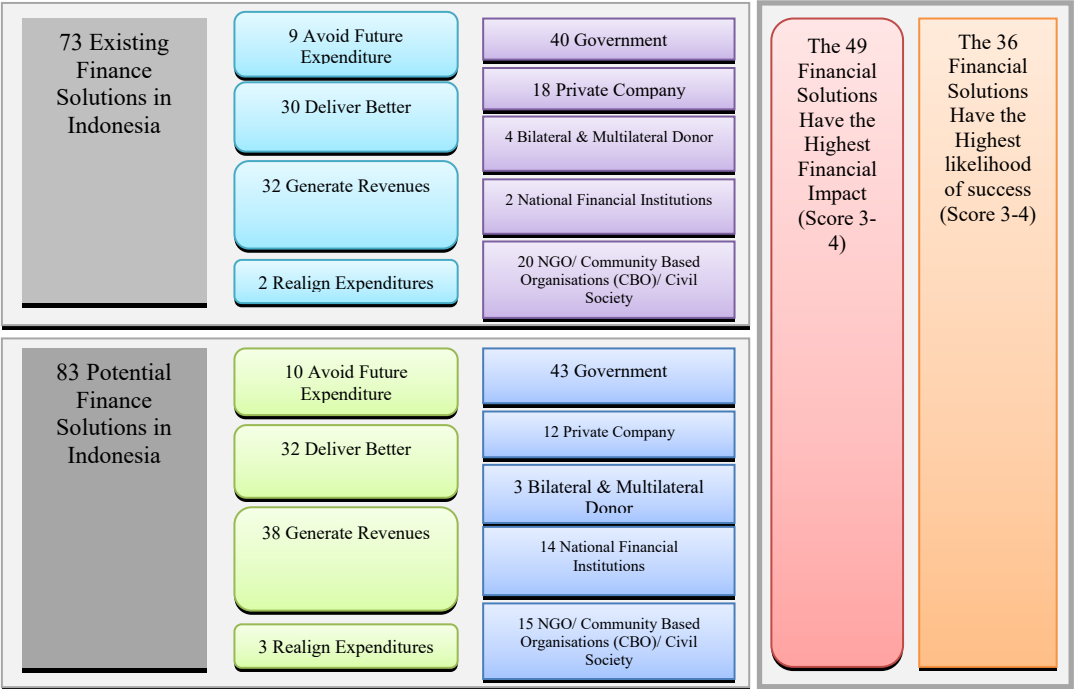 73 Existing
Finance
Solutions in
Indonesia
9 Avoid Future
Expenditure
30 Deliver Better
32 Generate Revenues
2 Realign Expenditures
40 Government
18 Private Company
4 Bilateral & Multilateral Donor
2 National Financial Institutions
20 NGO/ Community Based
Organisations (CBO)/ Civil
Society
83 Potential
Finance
Solutions in
Indonesia
10 Avoid Future
Expenditure
32 Deliver Better
38 Generate Revenues
3 Realign Expenditures
43 Government
12 Private Company
3 Bilateral & Multilateral
Donor
14 National Financial
Institutions
15 NGO/ Community Based
Organisations (CBO)/ Civil
Society
The 49
Financial
Solutions
Have the
Highest
Financial
Impact
(Score 3-
4)
The 36
Financial
Solutions
Have the
Highest
likelihood
of success
(Score 3-4)